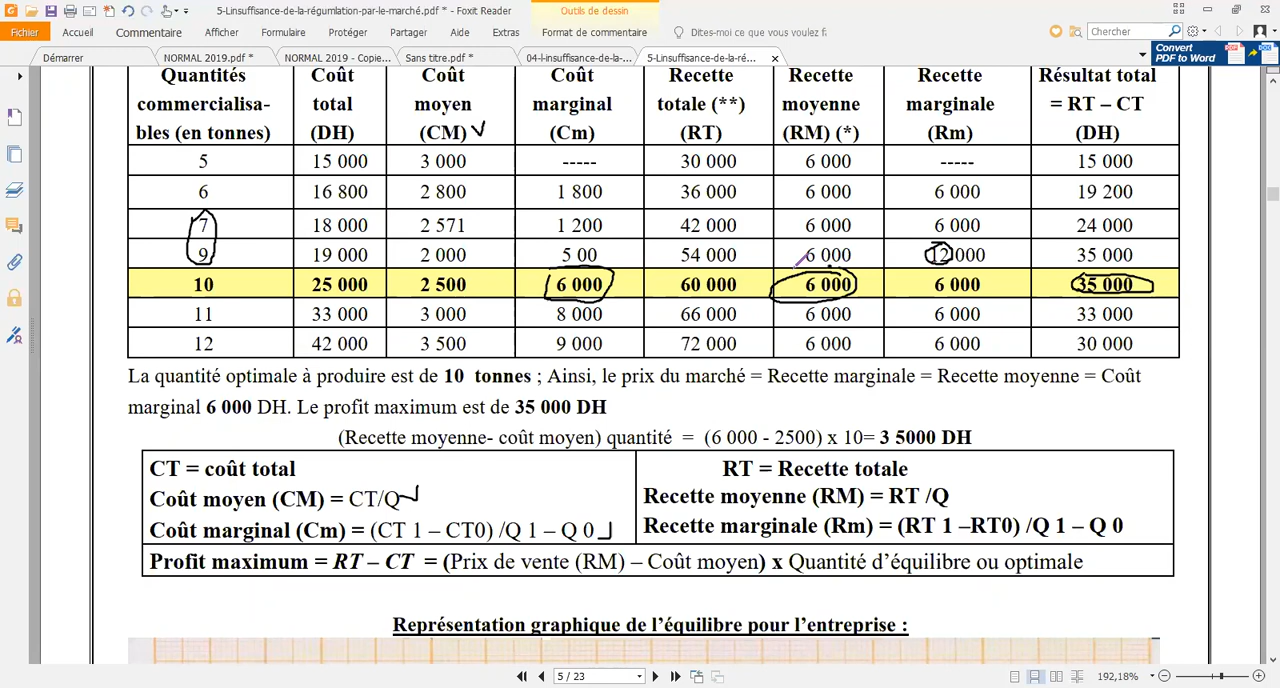 5-Linsuffisance-de-la-régumlation-par-le-marché.pdf * - Foxit Reader
Outils de dessin
Fichier
Accueil
Commentaire
Afficher
Formulaire
Protéger
Partager
Aide
Extras
Format de commentaire
Dites-moi ce que vous voulez fa
Chercher
Démarrer
NORMAL 2019.pdf *
NORMAL 2019 - Copie...
Sans titre.pdf *
04-l-insuffisance-de-la-...
5-Linsuffisance-de-la-ré...
Convert
PDF to Word
Quantités commercialisa- bles (en tonnes) | Coût total (DH) | Coût moyen (CM) | Coût marginal (Cm) | Recette totale (**) (RT) | Recette moyenne (RM) (*) | Recette marginale (Rm) | Résultat total = RT – CT (DH)
5 15 000 3 000 ----- 30 000 6 000 ----- 15 000
6 16 800 2 800 1 800 36 000 6 000 6 000 19 200
7 18 000 2 571 1 200 42 000 6 000 6 000 24 000
9 19 000 2 000 5 00 54 000 6 000 12 000 35 000
10 25 000 2 500 6 000 60 000 6 000 6 000 35 000
11 33 000 3 000 8 000 66 000 6 000 6 000 33 000
12 42 000 3 500 9 000 72 000 6 000 6 000 30 000
La quantité optimale à produire est de 10 tonnes ; Ainsi, le prix du marché = Recette marginale = Recette moyenne = Coût
marginal 6 000 DH. Le profit maximum est de 35 000 DH
(Recette moyenne- coût moyen) quantité = (6 000 - 2500) x 10= 3 5000 DH
CT = coût total
Coût moyen (CM) = CT/Q
Coût marginal (Cm) = (CT 1 – CT0) /Q 1 – Q 0
RT = Recette totale
Recette moyenne (RM) = RT /Q
Recette marginale (Rm) = (RT 1 –RT0) /Q 1 – Q 0
Profit maximum = RT – CT = (Prix de vente (RM) – Coût moyen) x Quantité d'équilibre ou optimale
Représentation graphique de l'équilibre pour l'entreprise :
5 / 23
192,18%